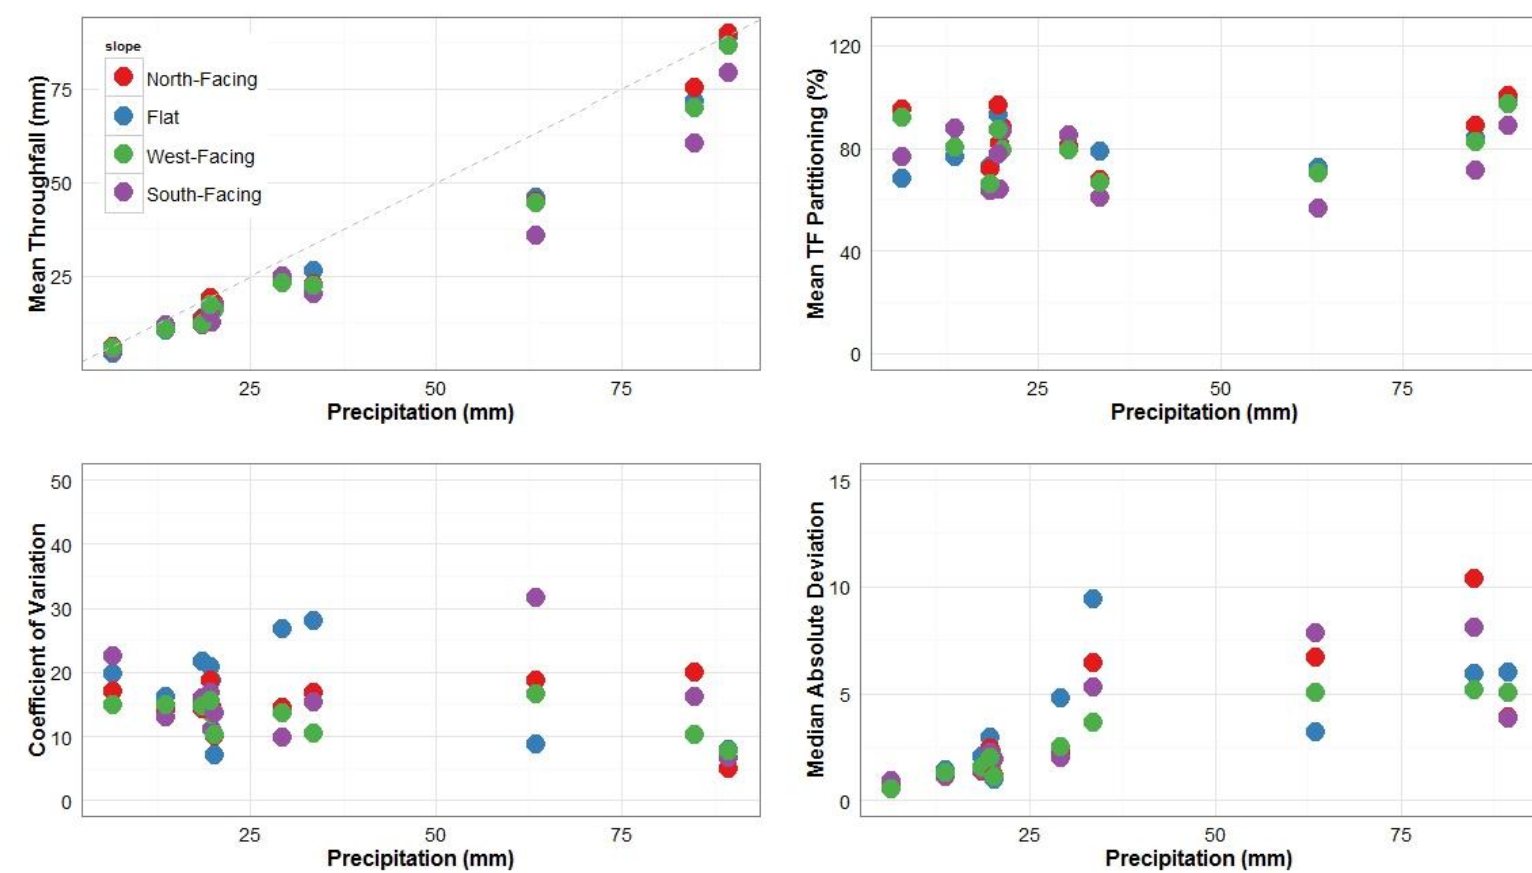 slope
North-Facing
Flat
West-Facing
South-Facing
Mean Throughfall (mm)
75
50
25
25
50
75
Precipitation (mm)
Mean TF Partitioning (%)
120
80
40
0
25
50
75
Precipitation (mm)
Coefficient of Variation
50
40
30
20
10
0
25
50
75
Precipitation (mm)
Median Absolute Deviation
15
10
5
0
25
50
75
Precipitation (mm)